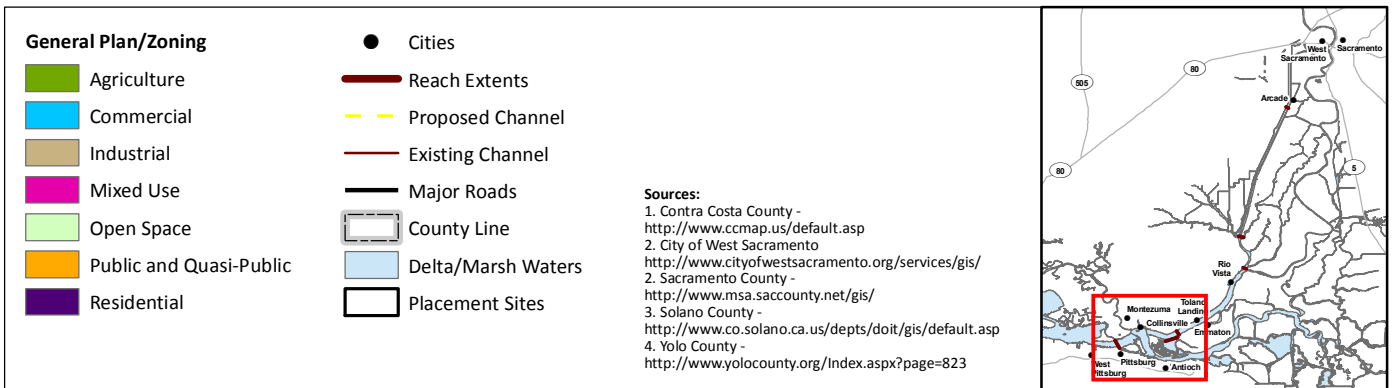 General Plan/Zoning
Agriculture
Commercial
Industrial
Mixed Use
Open Space
Public and Quasi-Public
Residential
Cities
Reach Extents
Proposed Channel
Existing Channel
Major Roads
County Line
Delta/Marsh Waters
Placement Sites
Sources:
1. Contra Costa County -
http://www.ccmap.us/default.asp
2. City of West Sacramento
http://www.cityofwestsacramento.org/services/gis/
2. Sacramento County -
http://www.msa.saccounty.net/gis/
3. Solano County -
http://www.co.solano.ca.us/depts/doit/gis/default.asp
4. Yolo County -
http://www.yolocounty.org/Index.aspx?page=823
West
Sacramento
Sacramento
80
505
Arcade
5
80
Rio
Vista
Montezuma
Toland
Landing
Collinsville
Emmaton
West
Pittsburg
Pittsburg
Antioch